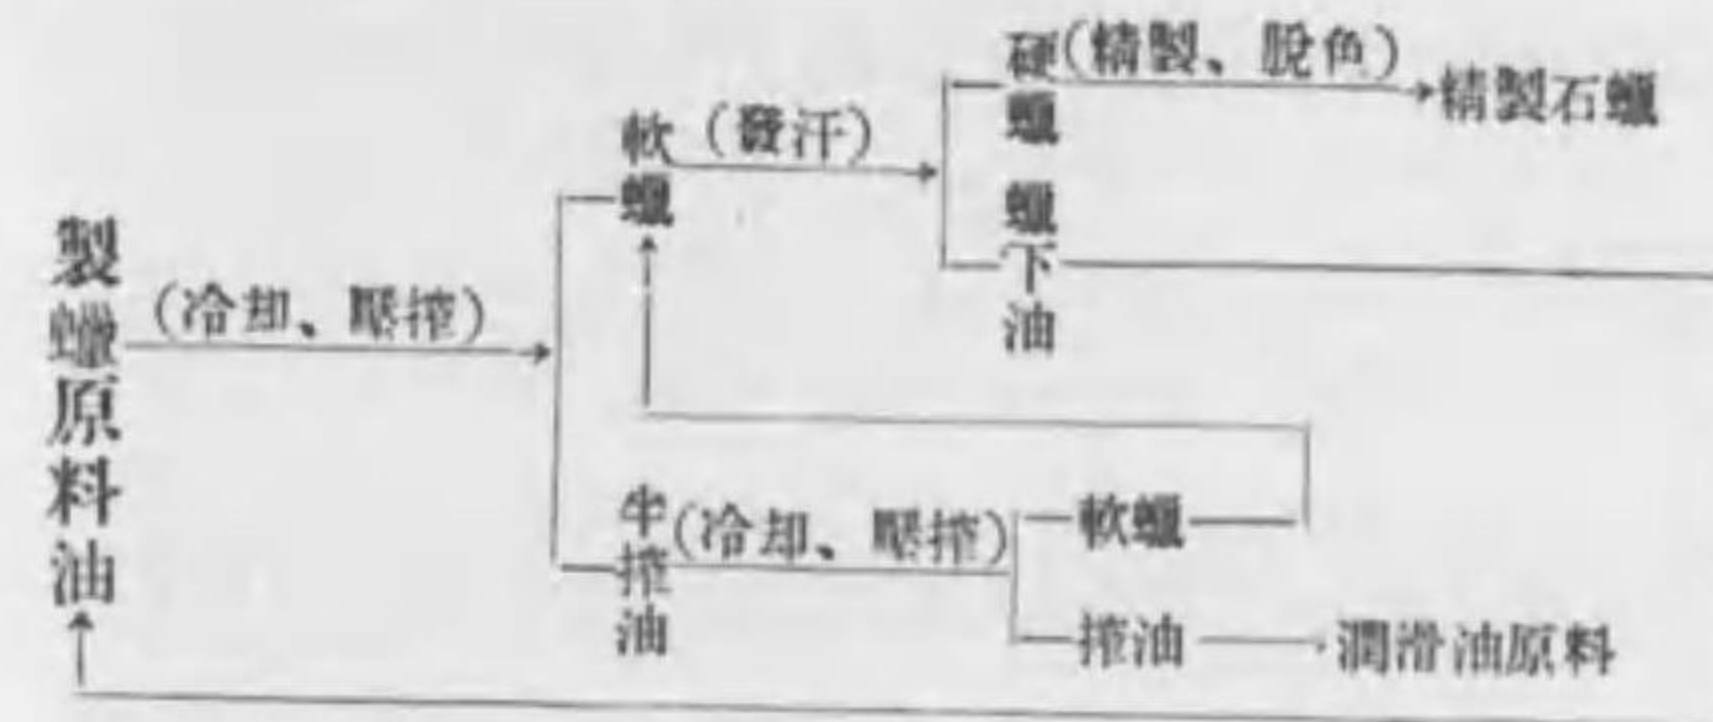 製蠟原料油
(冷却、壓搾)
軟蠟
(發汗)
硬蠟
(精製、脫色)
精製石蠟
蠟下油
半搾油
(冷却、壓搾)
軟蠟
搾油
潤滑油原料